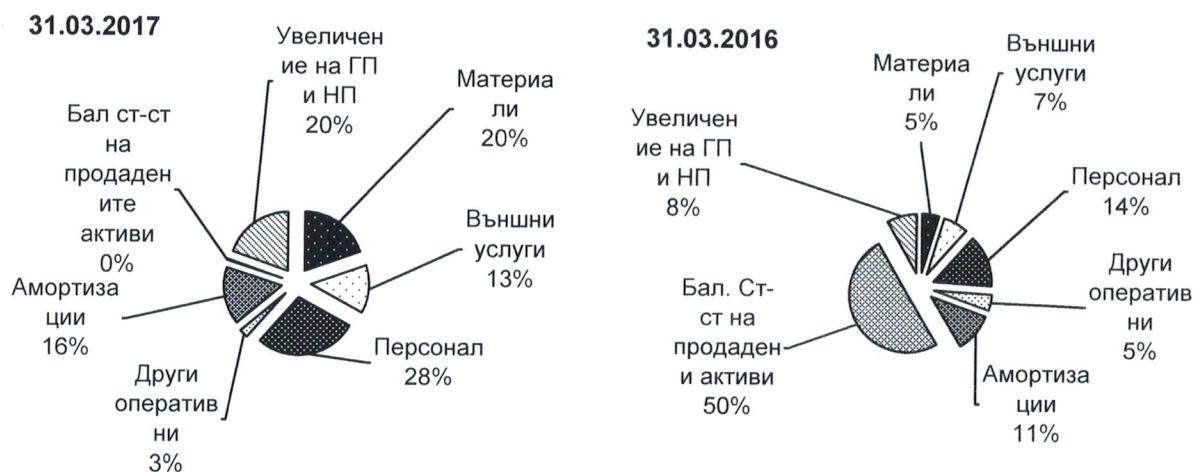 31.03.2017
Увеличен
ие на ГП
и НП
20%
Материа
ли
20%
Бал ст-ст
на
продаден
ите
активи
0%
Външни
услуги
13%
Амортиза
ции
16%
Персонал
28%
Други
оператив
ни
3%
31.03.2016
Материа
ли
5%
Външни
услуги
7%
Увеличен
ие на ГП
и НП
8%
Персонал
14%
Други
оператив
ни
5%
Бал. Ст-
ст на
продаден
и активи
50%
Амортиза
ции
11%